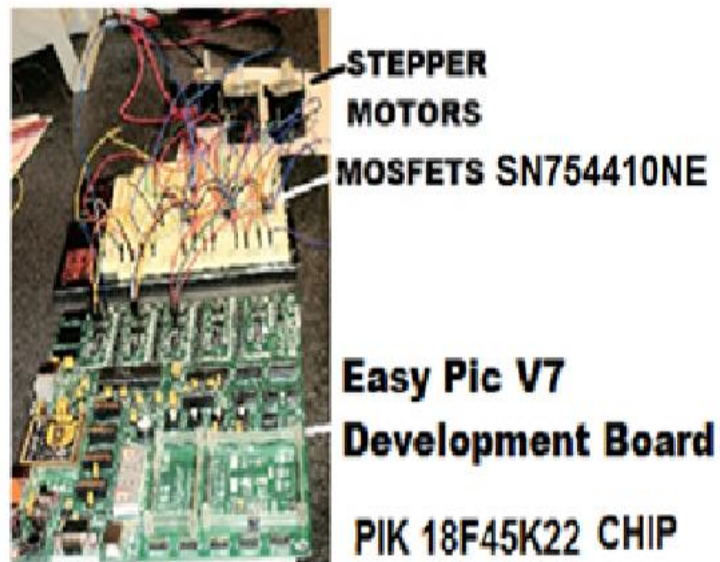 STEPPER
MOTORS
MOSFETS SN754410NE
Easy Pic V7
Development Board
PIK 18F45K22 CHIP